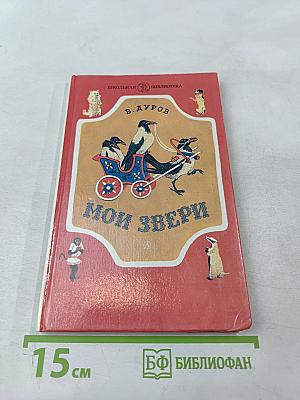 ШКОЛЬНАЯ БИБЛИОТЕКА
В. ДУРОВ
МОИ ЗВЕРИ
15 см
БФ БИБЛИОФАН